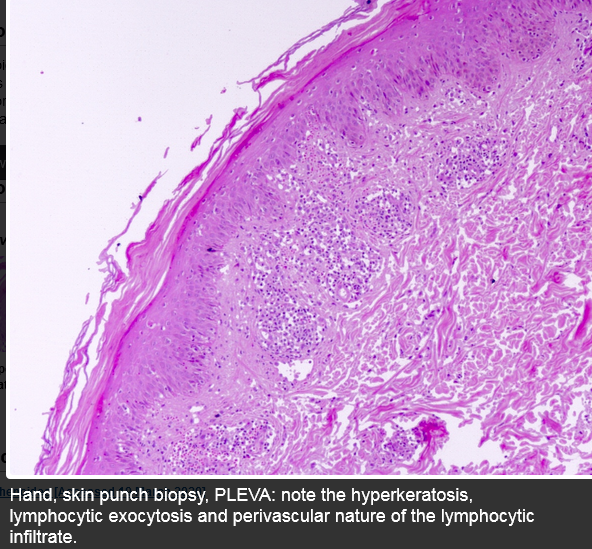 Hand, skin punch biopsy, PLEVA: note the hyperkeratosis,
lymphocytic exocytosis and perivascular nature of the lymphocytic
infiltrate.